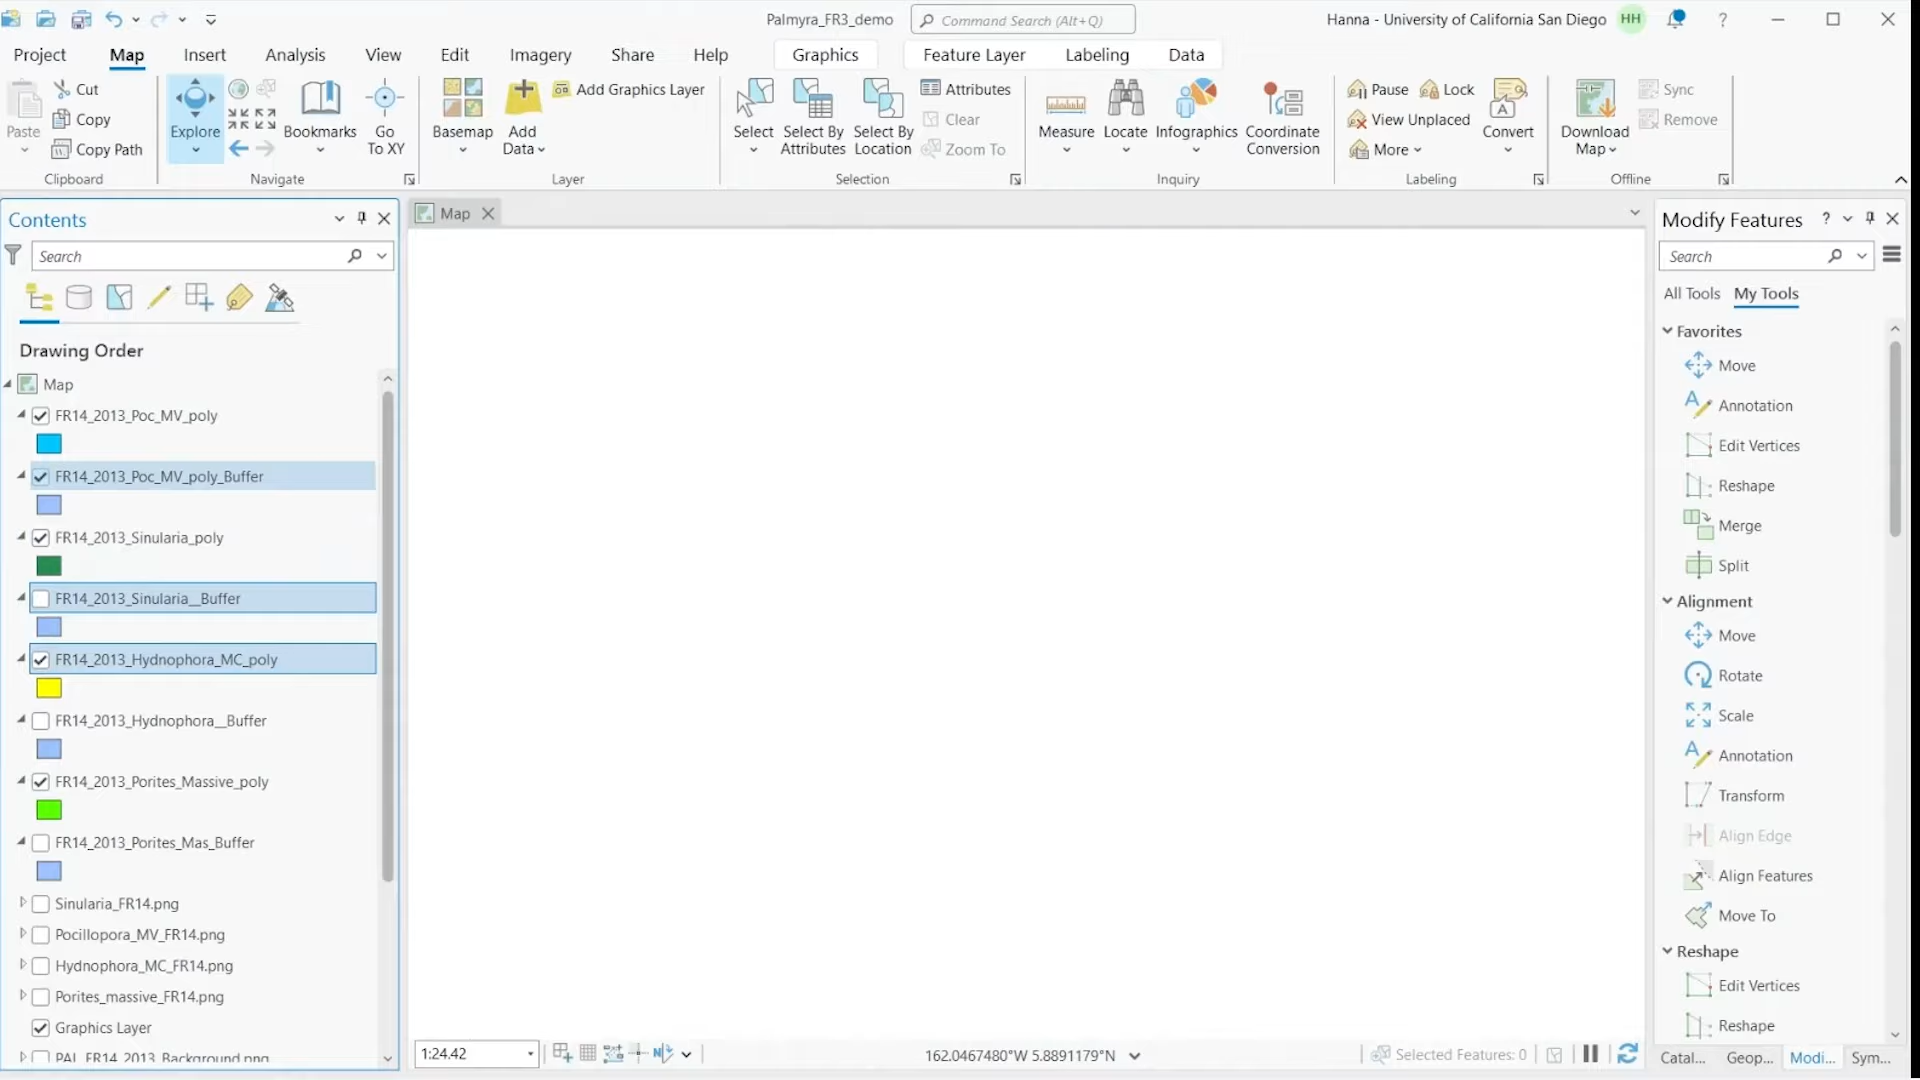 Palmyra_FR3_demo
Command Search (Alt+Q)
Hanna - University of California San Diego
HH
?
Project
Map
Insert
Analysis
View
Edit
Imagery
Share
Help
Graphics
Feature Layer
Labeling
Data
Paste
Cut
Copy
Copy Path
Clipboard
Explore
Bookmarks
Go
To XY
Navigate
Basemap
Add
Data
Add Graphics Layer
Layer
Select
Select By
Attributes
Select By
Location
Attributes
Clear
Zoom To
Selection
Measure
Locate
Infographics
Coordinate
Conversion
Inquiry
Pause
Lock
View Unplaced
More
Convert
Labeling
Download
Map
Sync
Remove
Offline
Contents
Search
Drawing Order
Map
FR14_2013_Poc_MV_poly
FR14_2013_Poc_MV_poly_Buffer
FR14_2013_Sinularia_poly
FR14_2013_Sinularia__Buffer
FR14_2013_Hydnophora_MC_poly
FR14_2013_Hydnophora__Buffer
FR14_2013_Porites_Massive_poly
FR14_2013_Porites_Mas_Buffer
Sinularia_FR14.png
Pocillopora_MV_FR14.png
Hydnophora_MC_FR14.png
Porites_massive_FR14.png
Graphics Layer
PAL_FR14_2013_Background.png
Map
1:24.42
162.0467480°W 5.8891179°N
Selected Features: 0
Modify Features
?
Search
All Tools
My Tools
Favorites
Move
Annotation
Edit Vertices
Reshape
Merge
Split
Alignment
Move
Rotate
Scale
Annotation
Transform
Align Edge
Align Features
Move To
Reshape
Edit Vertices
Reshape
Catal...
Geop...
Modi...
Sym...